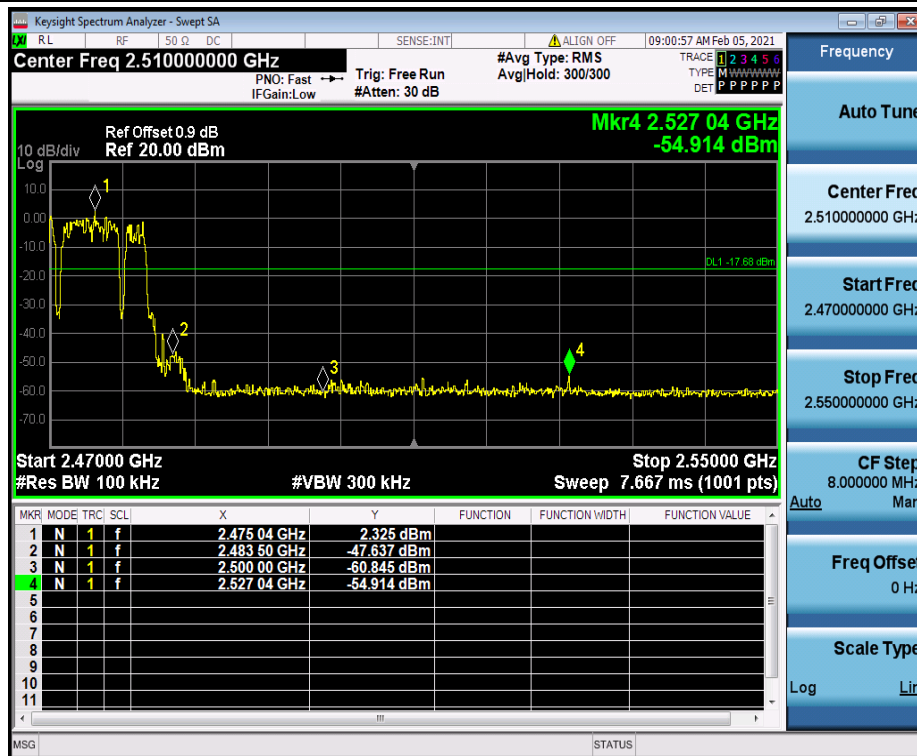 Keysight Spectrum Analyzer - Swept SA
LXI RL RF 50 Ω DC SENSE:INT ALIGN OFF 09:00:57 AM Feb 05, 2021
Center Freq 2.510000000 GHz
PNO: Fast
IFGain:Low
Trig: Free Run
#Atten: 30 dB
#Avg Type: RMS
Avg|Hold: 300/300
TRACE 1 2 3 4 5 6
TYPE M W W W W W
DET P P P P P P
Mkr4 2.527 04 GHz
-54.914 dBm
Ref Offset 0.9 dB
10 dB/div Ref 20.00 dBm
Log
10.0
0.00
-10.0
-20.0
-30.0
-40.0
-50.0
-60.0
-70.0
1
2
3
4
DL1 -17.68 dBm
Start 2.47000 GHz Stop 2.55000 GHz
#Res BW 100 kHz #VBW 300 kHz Sweep 7.667 ms (1001 pts)
MKR MODE TRC SCL X Y FUNCTION FUNCTION WIDTH FUNCTION VALUE
1 N 1 f 2.475 04 GHz 2.325 dBm
2 N 1 f 2.483 50 GHz -47.637 dBm
3 N 1 f 2.500 00 GHz -60.845 dBm
4 N 1 f 2.527 04 GHz -54.914 dBm
5
6
7
8
9
10
11
MSG STATUS
Frequency
Auto Tune
Center Freq
2.510000000 GHz
Start Freq
2.470000000 GHz
Stop Freq
2.550000000 GHz
CF Step
8.000000 MHz
Auto Man
Freq Offset
0 Hz
Scale Type
Log Lin